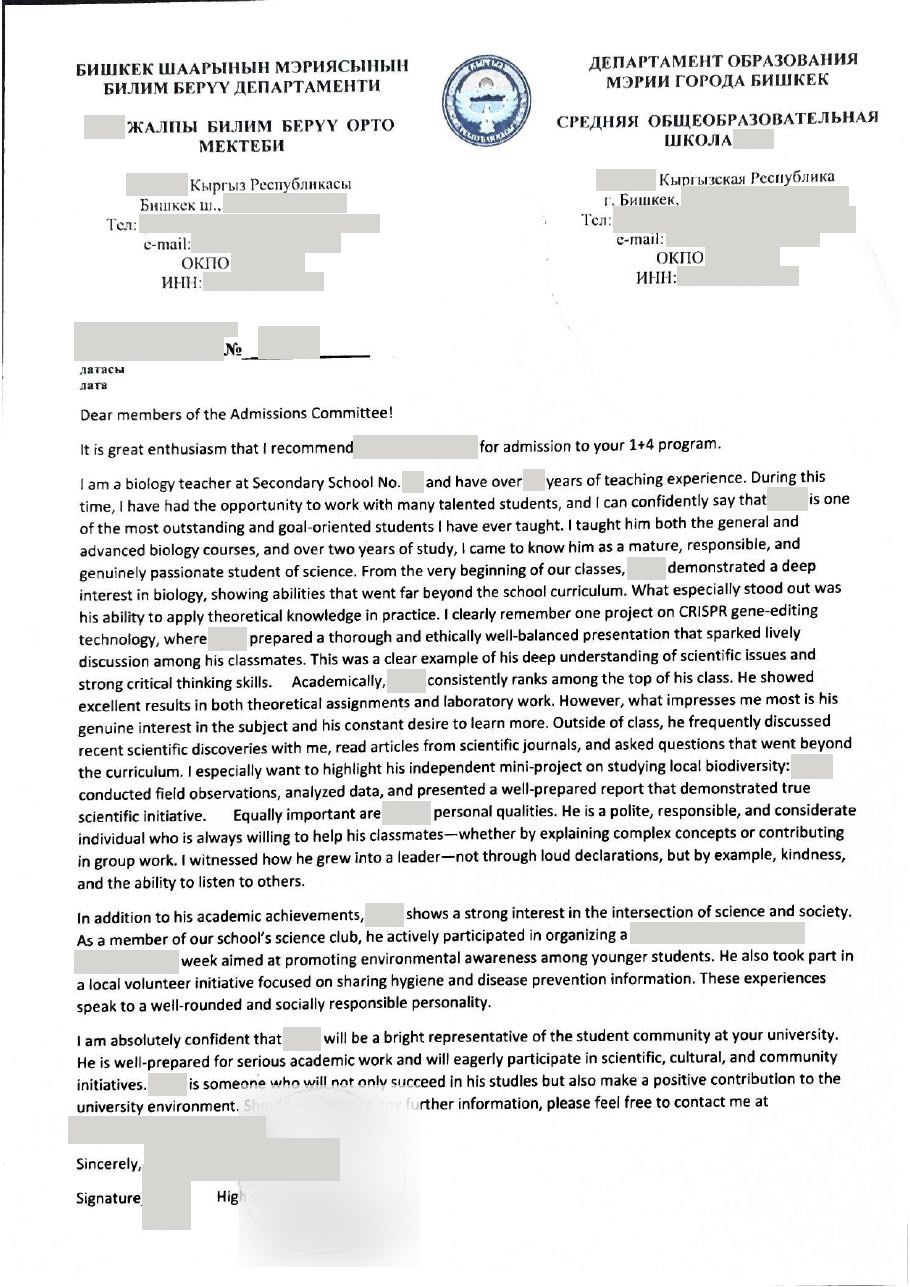 БИШКЕК ШААРЫНЫН МЭРИЯСЫНЫН
БИЛИМ БЕРҮҮ ДЕПАРТАМЕНТИ
ЖАЛПЫ БИЛИМ БЕРҮҮ ОРТО
МЕКТЕБИ
Кыргыз Республикасы
Бишкек ш.,
Тел:
e-mail:
ОКПО
ИНН:
ДЕПАРТАМЕНТ ОБРАЗОВАНИЯ
МЭРИИ ГОРОДА БИШКЕК
СРЕДНЯЯ ОБЩЕОБРАЗОВАТЕЛЬНАЯ
ШКОЛА
Кыргызская Республика
г. Бишкек,
Тел:
e-mail:
ОКПО
ИНН:
№
датасы
дата
Dear members of the Admissions Committee!
It is great enthusiasm that I recommend for admission to your 1+4 program.
I am a biology teacher at Secondary School No. and have over years of teaching experience. During this
time, I have had the opportunity to work with many talented students, and I can confidently say that is one
of the most outstanding and goal-oriented students I have ever taught. I taught him both the general and
advanced biology courses, and over two years of study, I came to know him as a mature, responsible, and
genuinely passionate student of science. From the very beginning of our classes, demonstrated a deep
interest in biology, showing abilities that went far beyond the school curriculum. What especially stood out was
his ability to apply theoretical knowledge in practice. I clearly remember one project on CRISPR gene-editing
technology, where prepared a thorough and ethically well-balanced presentation that sparked lively
discussion among his classmates. This was a clear example of his deep understanding of scientific issues and
strong critical thinking skills. Academically, consistently ranks among the top of his class. He showed
excellent results in both theoretical assignments and laboratory work. However, what impresses me most is his
genuine interest in the subject and his constant desire to learn more. Outside of class, he frequently discussed
recent scientific discoveries with me, read articles from scientific journals, and asked questions that went beyond
the curriculum. I especially want to highlight his independent mini-project on studying local biodiversity:
conducted field observations, analyzed data, and presented a well-prepared report that demonstrated true
scientific initiative. Equally important are personal qualities. He is a polite, responsible, and considerate
individual who is always willing to help his classmates—whether by explaining complex concepts or contributing
in group work. I witnessed how he grew into a leader—not through loud declarations, but by example, kindness,
and the ability to listen to others.
In addition to his academic achievements, shows a strong interest in the intersection of science and society.
As a member of our school's science club, he actively participated in organizing a
week aimed at promoting environmental awareness among younger students. He also took part in
a local volunteer initiative focused on sharing hygiene and disease prevention information. These experiences
speak to a well-rounded and socially responsible personality.
I am absolutely confident that will be a bright representative of the student community at your university.
He is well-prepared for serious academic work and will eagerly participate in scientific, cultural, and community
initiatives. is someone who will not only succeed in his studies but also make a positive contribution to the
university environment. Should you require any further information, please feel free to contact me at
Sincerely,
Signature
High